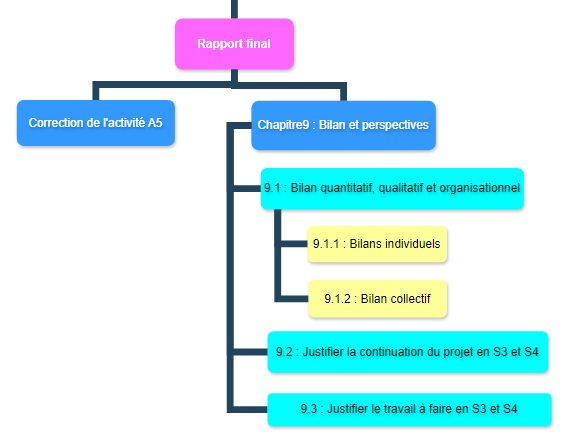 Rapport final
Correction de l'activité A5
Chapitre9 : Bilan et perspectives
9.1 : Bilan quantitatif, qualitatif et organisationnel
9.1.1 : Bilans individuels
9.1.2 : Bilan collectif
9.2 : Justifier la continuation du projet en S3 et S4
9.3 : Justifier le travail à faire en S3 et S4